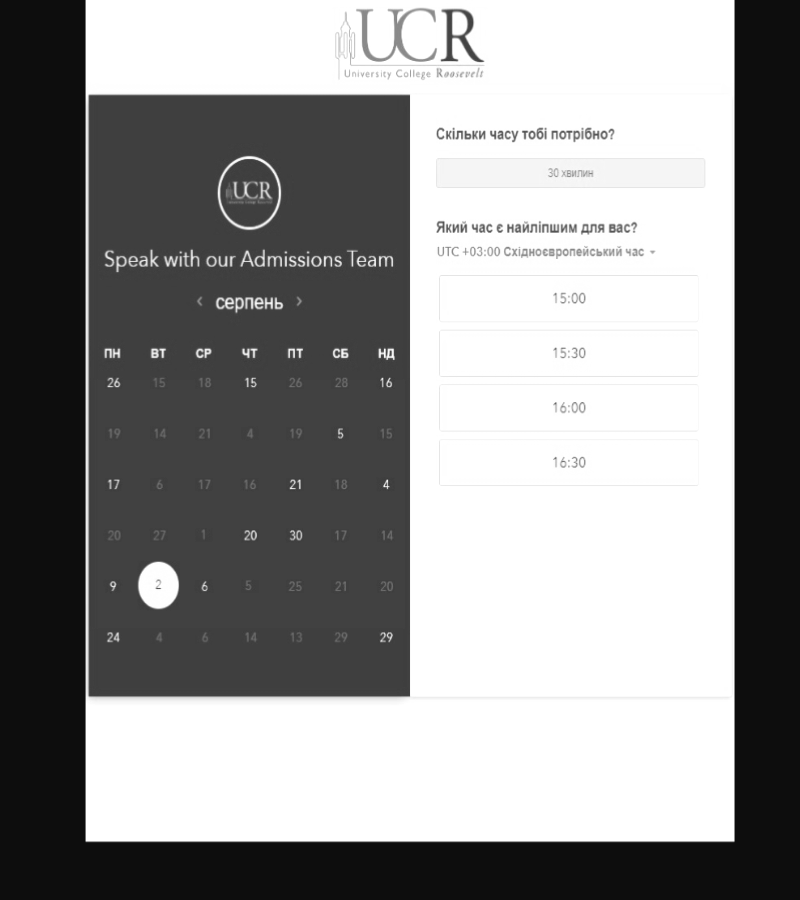 UCR
University College Roosevelt
UCR
Speak with our Admissions Team
‹ серпень ›
ПН ВТ СР ЧТ ПТ СБ НД
26 15 18 15 26 28 16
19 14 21 4 19 5 15
17 6 17 16 21 18 4
20 27 1 20 30 17 14
9 2 6 5 25 21 20
24 4 6 14 13 29 29
Скільки часу тобі потрібно?
30 хвилин
Який час є найліпшим для вас?
UTC +03:00 Східноєвропейський час
15:00
15:30
16:00
16:30